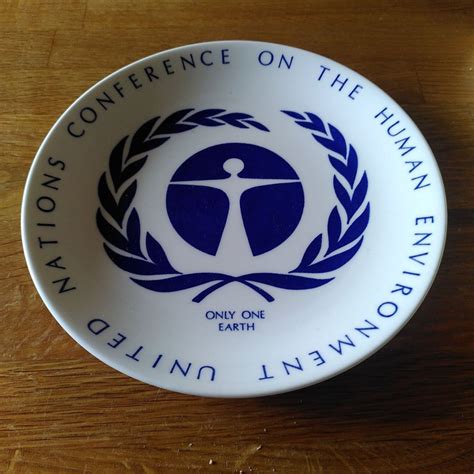 UNITED NATIONS CONFERENCE ON THE HUMAN ENVIRONMENT
ONLY ONE
EARTH